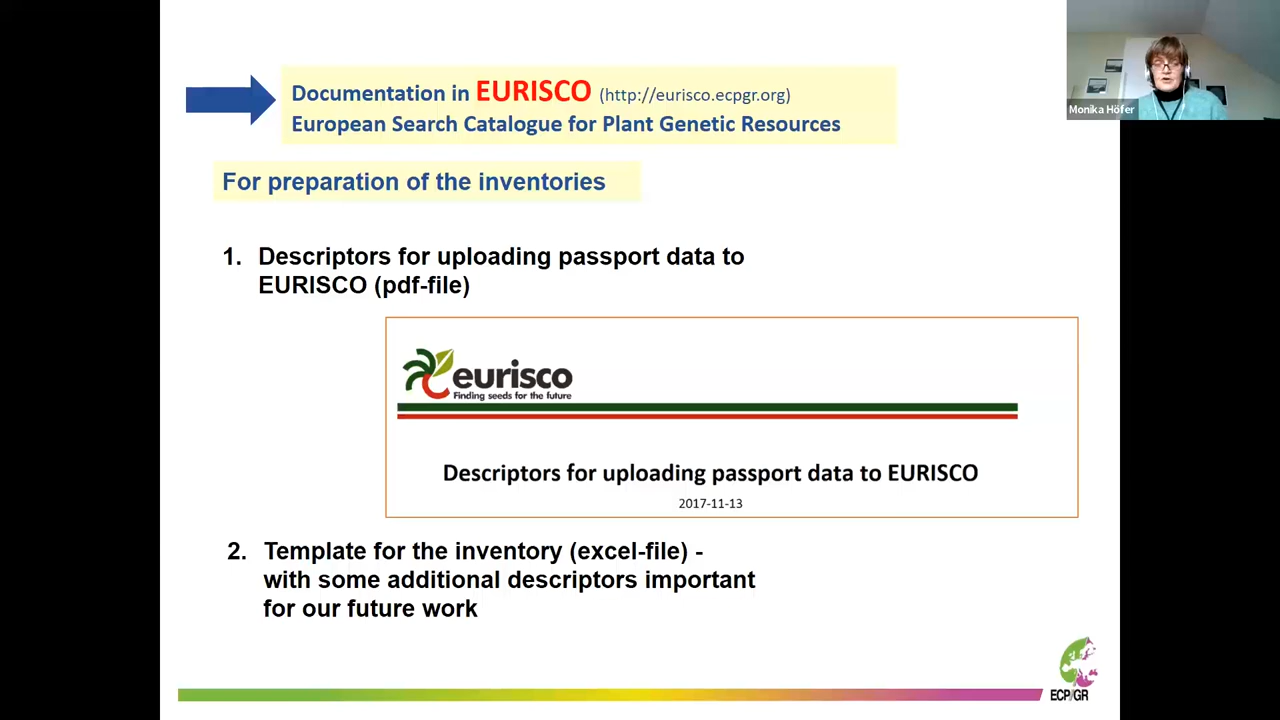 Documentation in EURISCO (http://eurisco.ecpgr.org)
European Search Catalogue for Plant Genetic Resources
Monika Höfer
For preparation of the inventories
1. Descriptors for uploading passport data to
EURISCO (pdf-file)
eurisco
Finding seeds for the future
Descriptors for uploading passport data to EURISCO
2017-11-13
2. Template for the inventory (excel-file) -
with some additional descriptors important
for our future work
ECP/GR